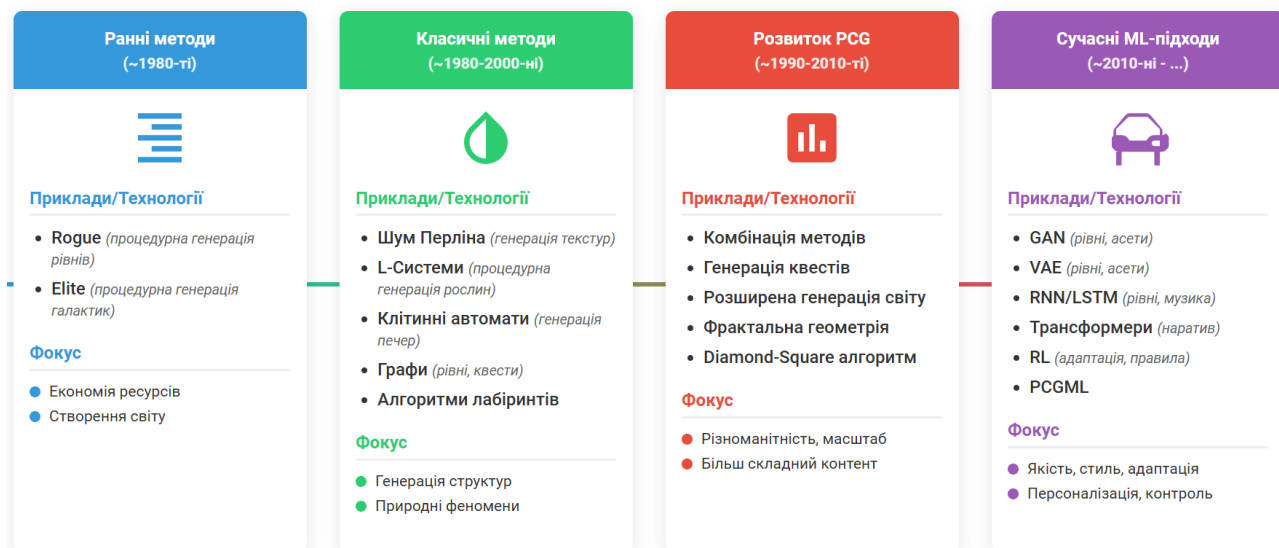 Ранні методи
(~1980-ті)
Приклади/Технології
Rogue (процедурна генерація
рівнів)
Elite (процедурна генерація
галактик)
Фокус
Економія ресурсів
Створення світу
Класичні методи
(~1980-2000-ні)
Приклади/Технології
Шум Перліна (генерація текстур)
L-Системи (процедурна
генерація рослин)
Клітинні автомати (генерація
печер)
Графи (рівні, квести)
Алгоритми лабіринтів
Фокус
Генерація структур
Природні феномени
Розвиток PCG
(~1990-2010-ті)
Приклади/Технології
Комбінація методів
Генерація квестів
Розширена генерація світу
Фрактальна геометрія
Diamond-Square алгоритм
Фокус
Різноманітність, масштаб
Більш складний контент
Сучасні ML-підходи
(~2010-ні - ...)
Приклади/Технології
GAN (рівні, асети)
VAE (рівні, асети)
RNN/LSTM (рівні, музика)
Трансформери (наратив)
RL (адаптація, правила)
PCGML
Фокус
Якість, стиль, адаптація
Персоналізація, контроль